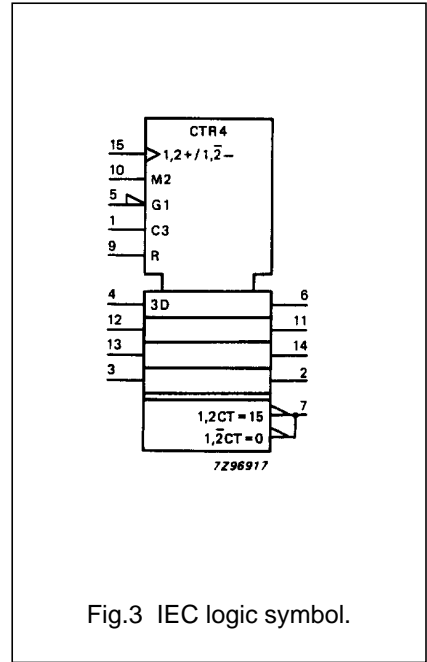 CTR4
15 1,2+/1,2̅−
10 M2
5 G1
1 C3
9 R
4 3D 6
12 11
13 14
3 2
1,2CT=15 7
1,2̅CT=0
7Z96917
Fig.3 IEC logic symbol.